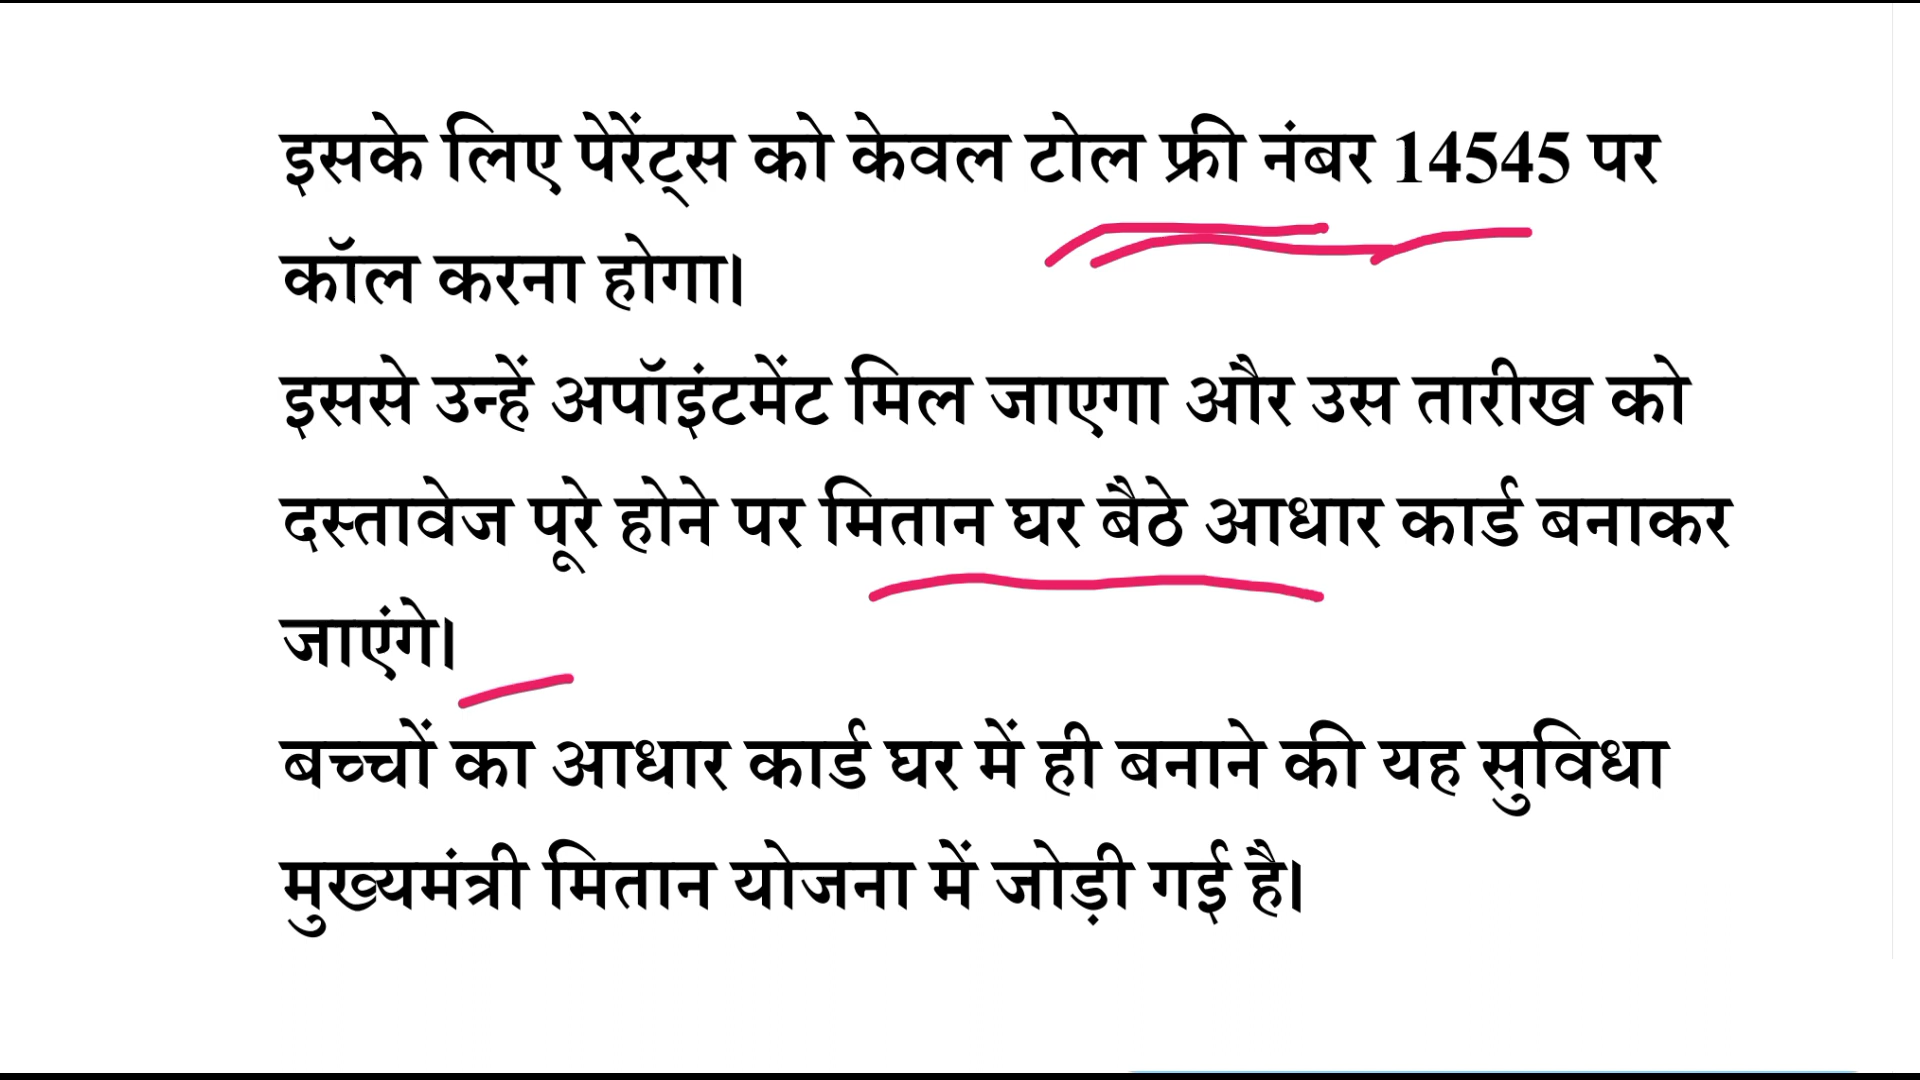 इसके लिए पेरेंट्स को केवल टोल फ्री नंबर 14545 पर
कॉल करना होगा।
इससे उन्हें अपॉइंटमेंट मिल जाएगा और उस तारीख को
दस्तावेज पूरे होने पर मितान घर बैठे आधार कार्ड बनाकर
जाएंगे।
बच्चों का आधार कार्ड घर में ही बनाने की यह सुविधा
मुख्यमंत्री मितान योजना में जोड़ी गई है।